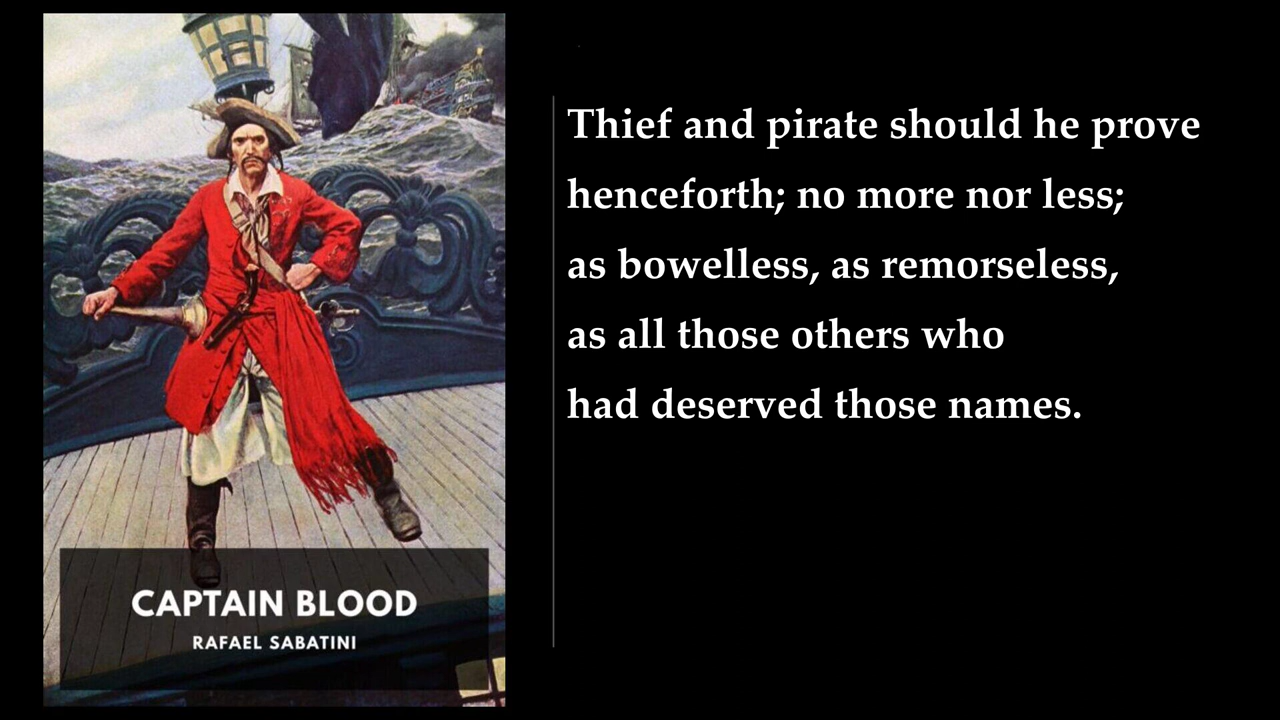 Thief and pirate should he prove
henceforth; no more nor less;
as bowelless, as remorseless,
as all those others who
had deserved those names.
CAPTAIN BLOOD
RAFAEL SABATINI